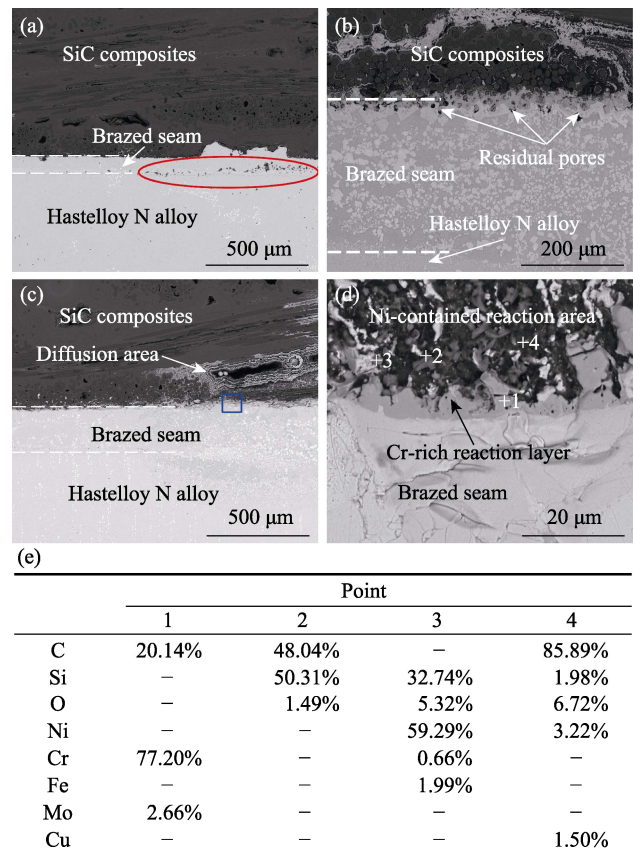 (a)
SiC composites
Brazed seam
Hastelloy N alloy
500 μm
(b)
SiC composites
Residual pores
Brazed seam
Hastelloy N alloy
200 μm
(c)
SiC composites
Diffusion area
Brazed seam
Hastelloy N alloy
500 μm
(d)
Ni-contained reaction area
+3 +2 +4
+1
Cr-rich reaction layer
Brazed seam
20 μm
(e)
Point
1 2 3 4
C 20.14% 48.04% − 85.89%
Si − 50.31% 32.74% 1.98%
O − 1.49% 5.32% 6.72%
Ni − − 59.29% 3.22%
Cr 77.20% − 0.66% −
Fe − − 1.99% −
Mo 2.66% − − −
Cu − − − 1.50%